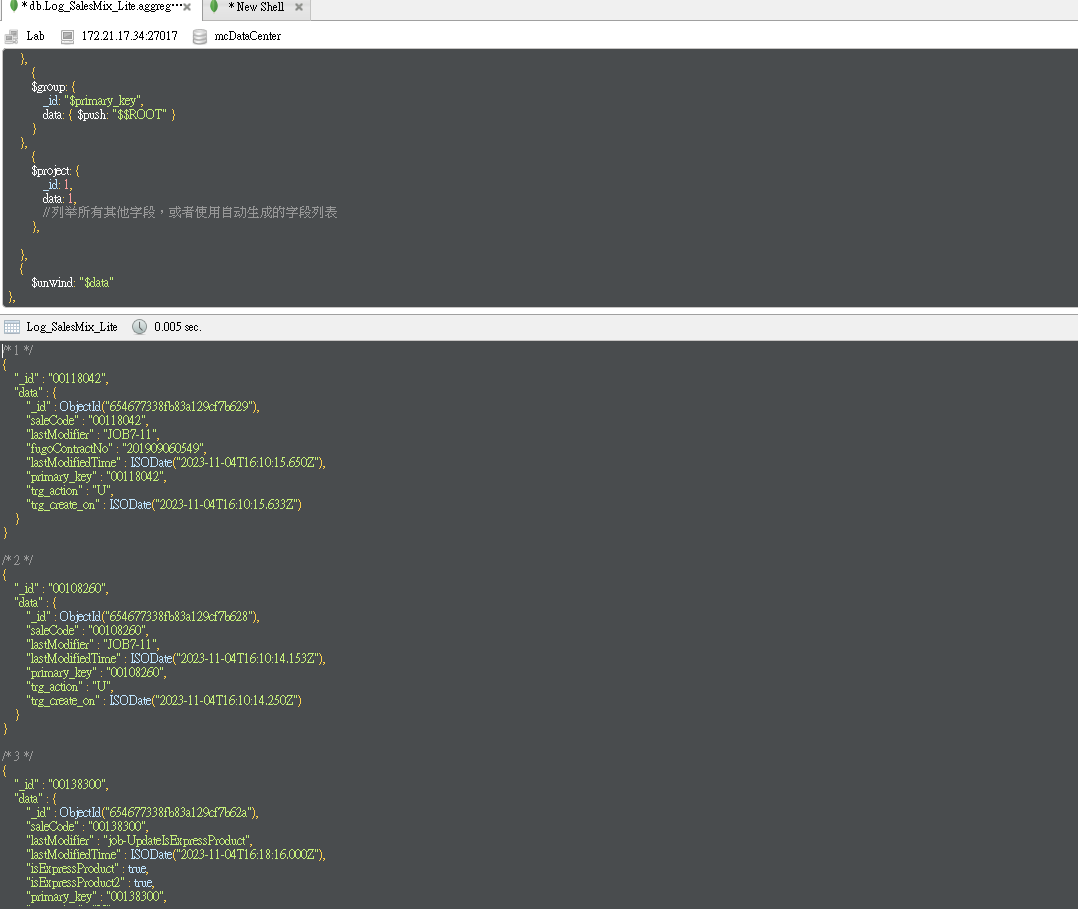 * db.Log_SalesMix_Lite.aggreg⋯ * New Shell
Lab 172.21.17.34:27017 mcDataCenter
},
{
$group: {
_id: "$primary_key",
data: { $push: "$$ROOT" }
}
},
{
$project: {
_id: 1,
data: 1,
//列举所有其他字段，或者使用自动生成的字段列表
},
},
{
$unwind: "$data"
},
Log_SalesMix_Lite 0.005 sec.
/* 1 */
{
"_id" : "00118042",
"data" : {
"_id" : ObjectId("654677338fb83a129cf7b629"),
"saleCode" : "00118042",
"lastModifier" : "JOB7-11",
"fugoContractNo" : "201909060549",
"lastModifiedTime" : ISODate("2023-11-04T16:10:15.650Z"),
"primary_key" : "00118042",
"trg_action" : "U",
"trg_create_on" : ISODate("2023-11-04T16:10:15.633Z")
}
}
/* 2 */
{
"_id" : "00108260",
"data" : {
"_id" : ObjectId("654677338fb83a129cf7b628"),
"saleCode" : "00108260",
"lastModifier" : "JOB7-11",
"lastModifiedTime" : ISODate("2023-11-04T16:10:14.153Z"),
"primary_key" : "00108260",
"trg_action" : "U",
"trg_create_on" : ISODate("2023-11-04T16:10:14.250Z")
}
}
/* 3 */
{
"_id" : "00138300",
"data" : {
"_id" : ObjectId("654677338fb83a129cf7b62a"),
"saleCode" : "00138300",
"lastModifier" : "job-UpdateIsExpressProduct",
"lastModifiedTime" : ISODate("2023-11-04T16:18:16.000Z"),
"isExpressProduct" : true,
"isExpressProduct2" : true,
"primary_key" : "00138300",